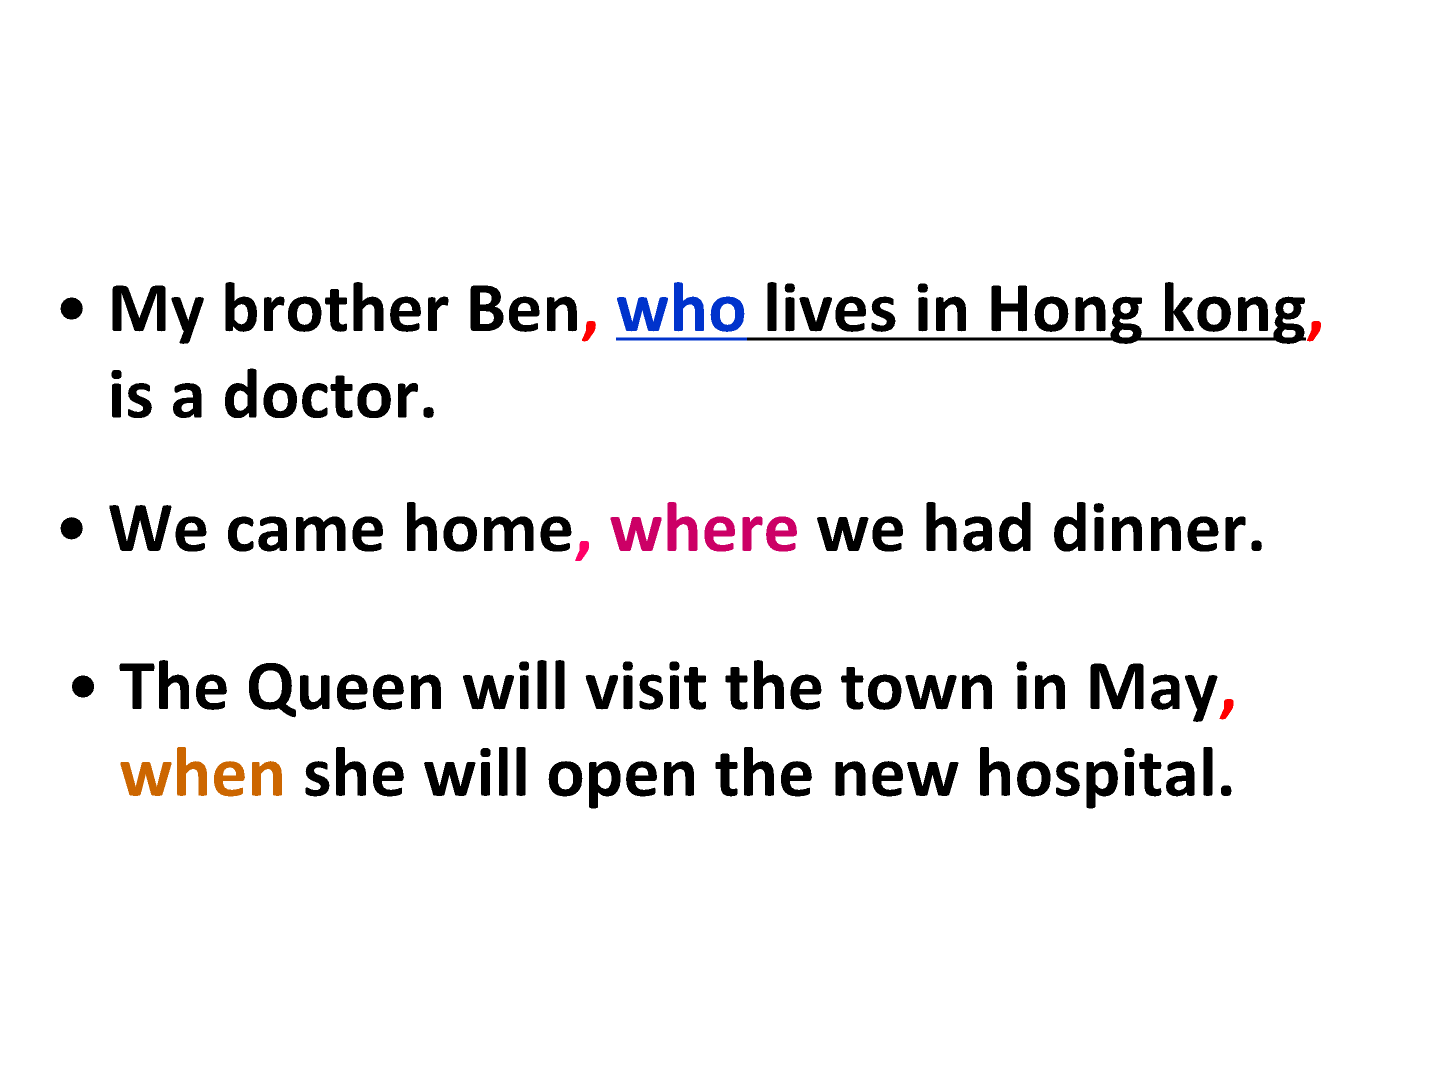 • My brother Ben, who lives in Hong kong,
is a doctor.
• We came home, where we had dinner.
• The Queen will visit the town in May,
when she will open the new hospital.